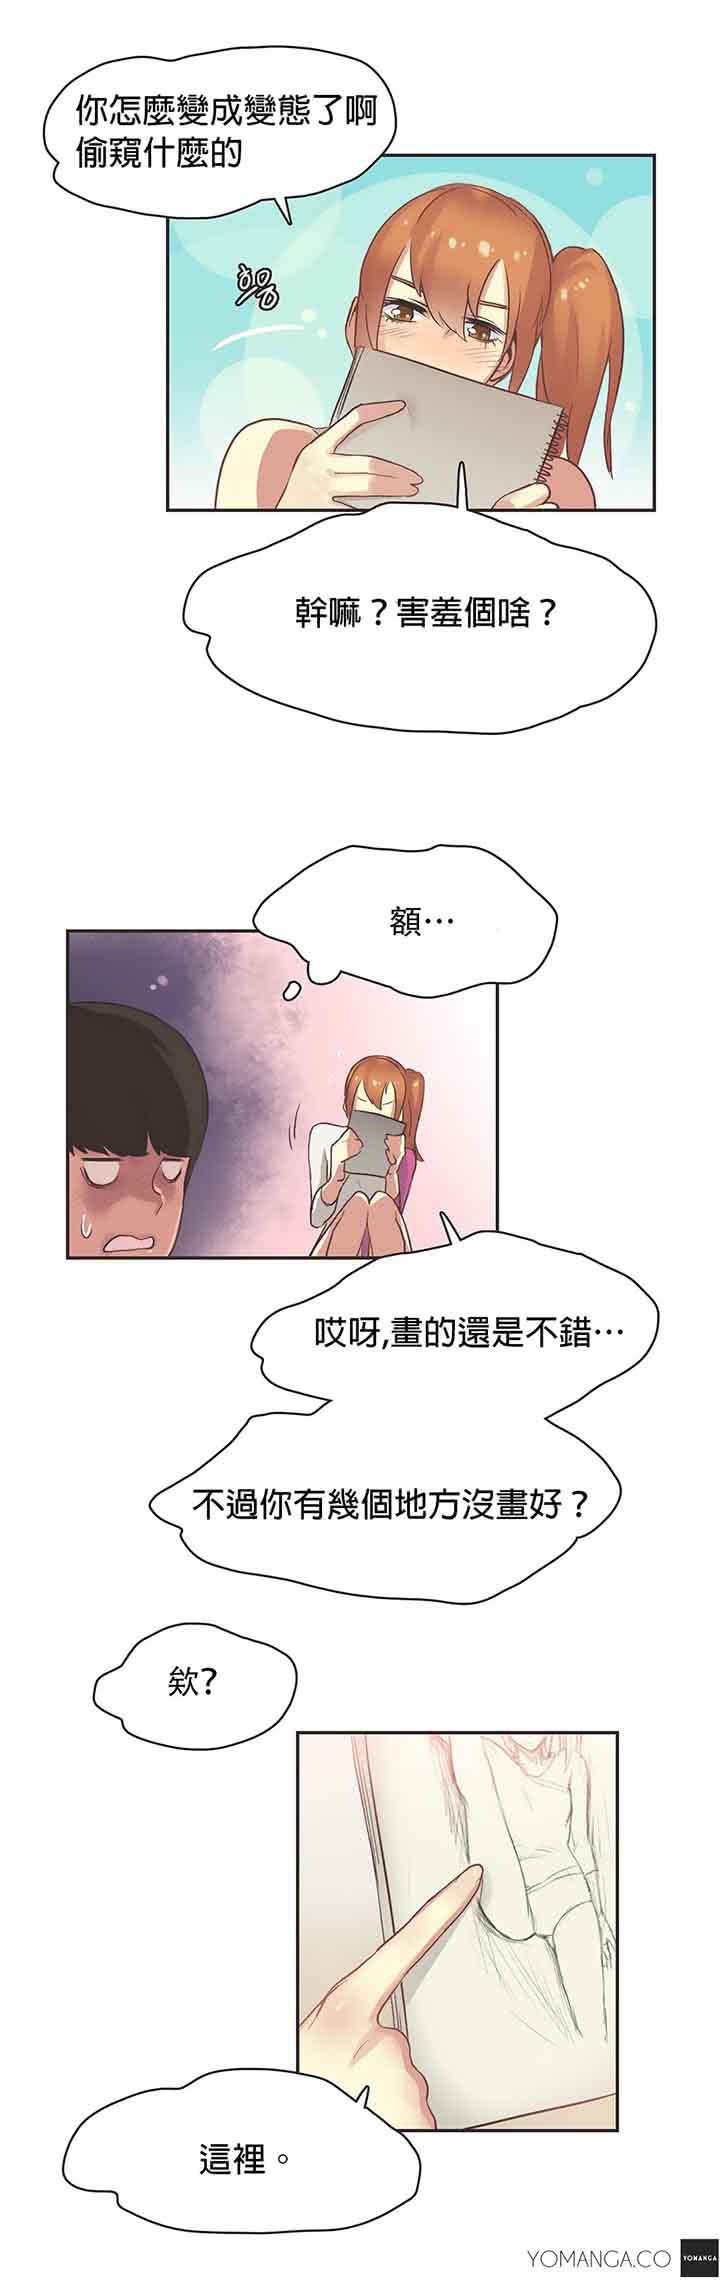 你怎麼變成變態了啊
偷窺什麼的
흐음
幹嘛？害羞個啥？
額…
哎呀,畫的還是不錯…
不過你有幾個地方沒畫好？
欸?
這裡。
YOMANGA.CO
YOMANGA